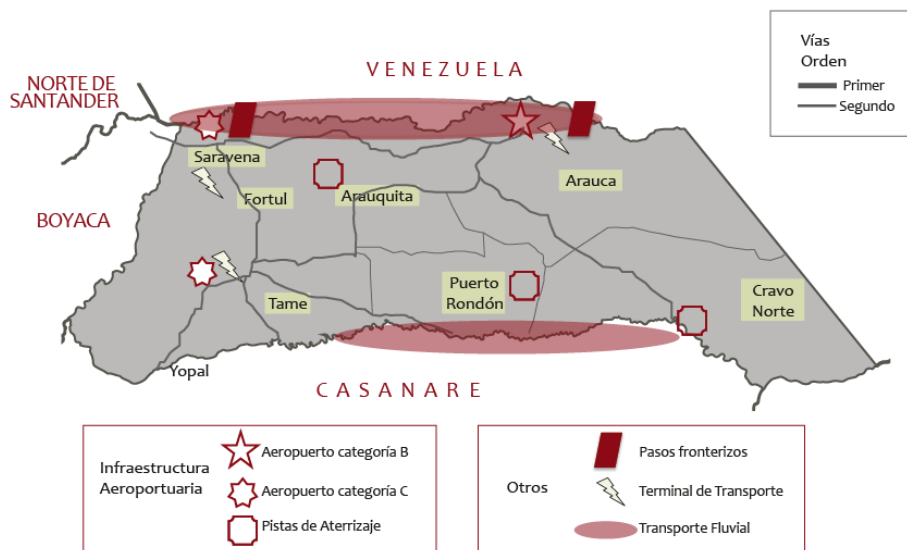 VENEZUELA
NORTE DE
SANTANDER
Vías
Orden
Primer
Segundo
Saravena
Fortul
Arauquita
Arauca
BOYACA
Tame
Puerto
Rondón
Cravo
Norte
Yopal
CASANARE
Infraestructura
Aeroportuaria
Aeropuerto categoría B
Aeropuerto categoría C
Pistas de Aterrizaje
Otros
Pasos fronterizos
Terminal de Transporte
Transporte Fluvial